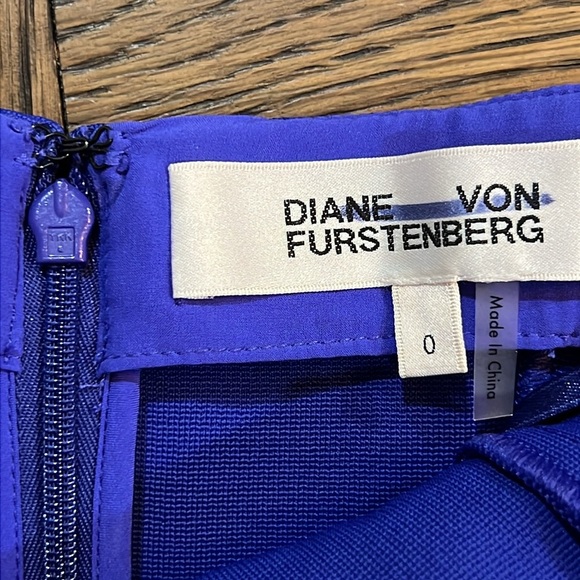 DIANE VON
FURSTENBERG
0
Made In China